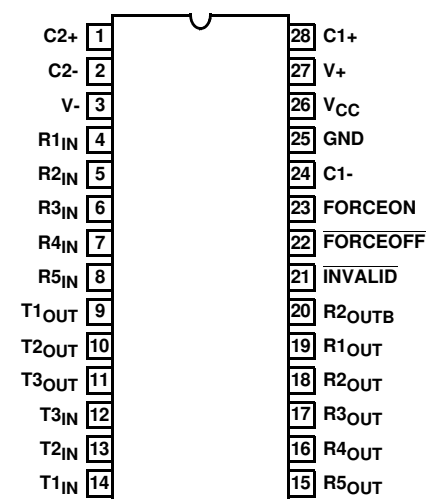 C2+ 1 28 C1+
C2- 2 27 V+
V- 3 26 VCC
R1IN 4 25 GND
R2IN 5 24 C1-
R3IN 6 23 FORCEON
R4IN 7 22 FORCEOFF
R5IN 8 21 INVALID
T1OUT 9 20 R2OUTB
T2OUT 10 19 R1OUT
T3OUT 11 18 R2OUT
T3IN 12 17 R3OUT
T2IN 13 16 R4OUT
T1IN 14 15 R5OUT